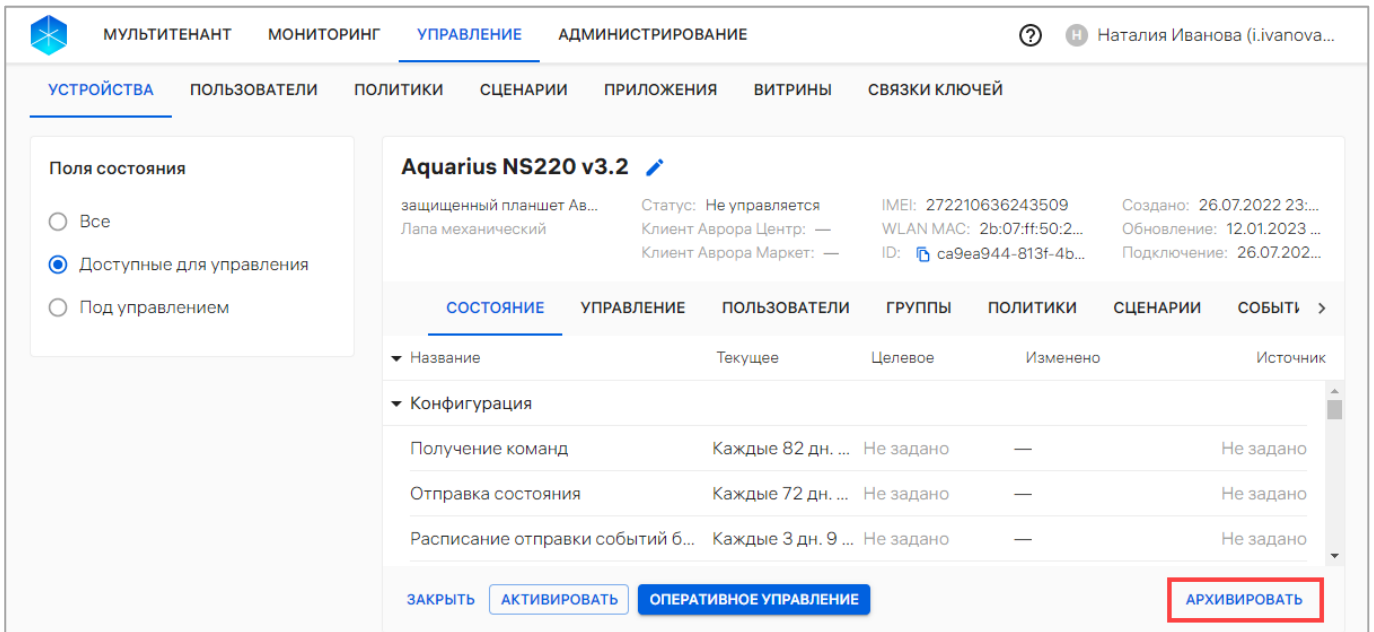 МУЛЬТИТЕНАНТ МОНИТОРИНГ УПРАВЛЕНИЕ АДМИНИСТРИРОВАНИЕ Н Наталия Иванова (i.ivanova...
УСТРОЙСТВА ПОЛЬЗОВАТЕЛИ ПОЛИТИКИ СЦЕНАРИИ ПРИЛОЖЕНИЯ ВИТРИНЫ СВЯЗКИ КЛЮЧЕЙ
Поля состояния
Все
Доступные для управления
Под управлением
Aquarius NS220 v3.2
защищенный планшет Ав... Статус: Не управляется IMEI: 272210636243509 Создано: 26.07.2022 23:...
Лапа механический Клиент Аврора Центр: — WLAN MAC: 2b:07:ff:50:2... Обновление: 12.01.2023 ...
Клиент Аврора Маркет: — ID: ca9ea944-813f-4b... Подключение: 26.07.202...
СОСТОЯНИЕ УПРАВЛЕНИЕ ПОЛЬЗОВАТЕЛИ ГРУППЫ ПОЛИТИКИ СЦЕНАРИИ СОБЫТИ
Название Текущее Целевое Изменено Источник
Конфигурация
Получение команд Каждые 82 дн. ... Не задано — Не задано
Отправка состояния Каждые 72 дн. ... Не задано — Не задано
Расписание отправки событий б... Каждые 3 дн. 9 ... Не задано — Не задано
ЗАКРЫТЬ АКТИВИРОВАТЬ ОПЕРАТИВНОЕ УПРАВЛЕНИЕ АРХИВИРОВАТЬ